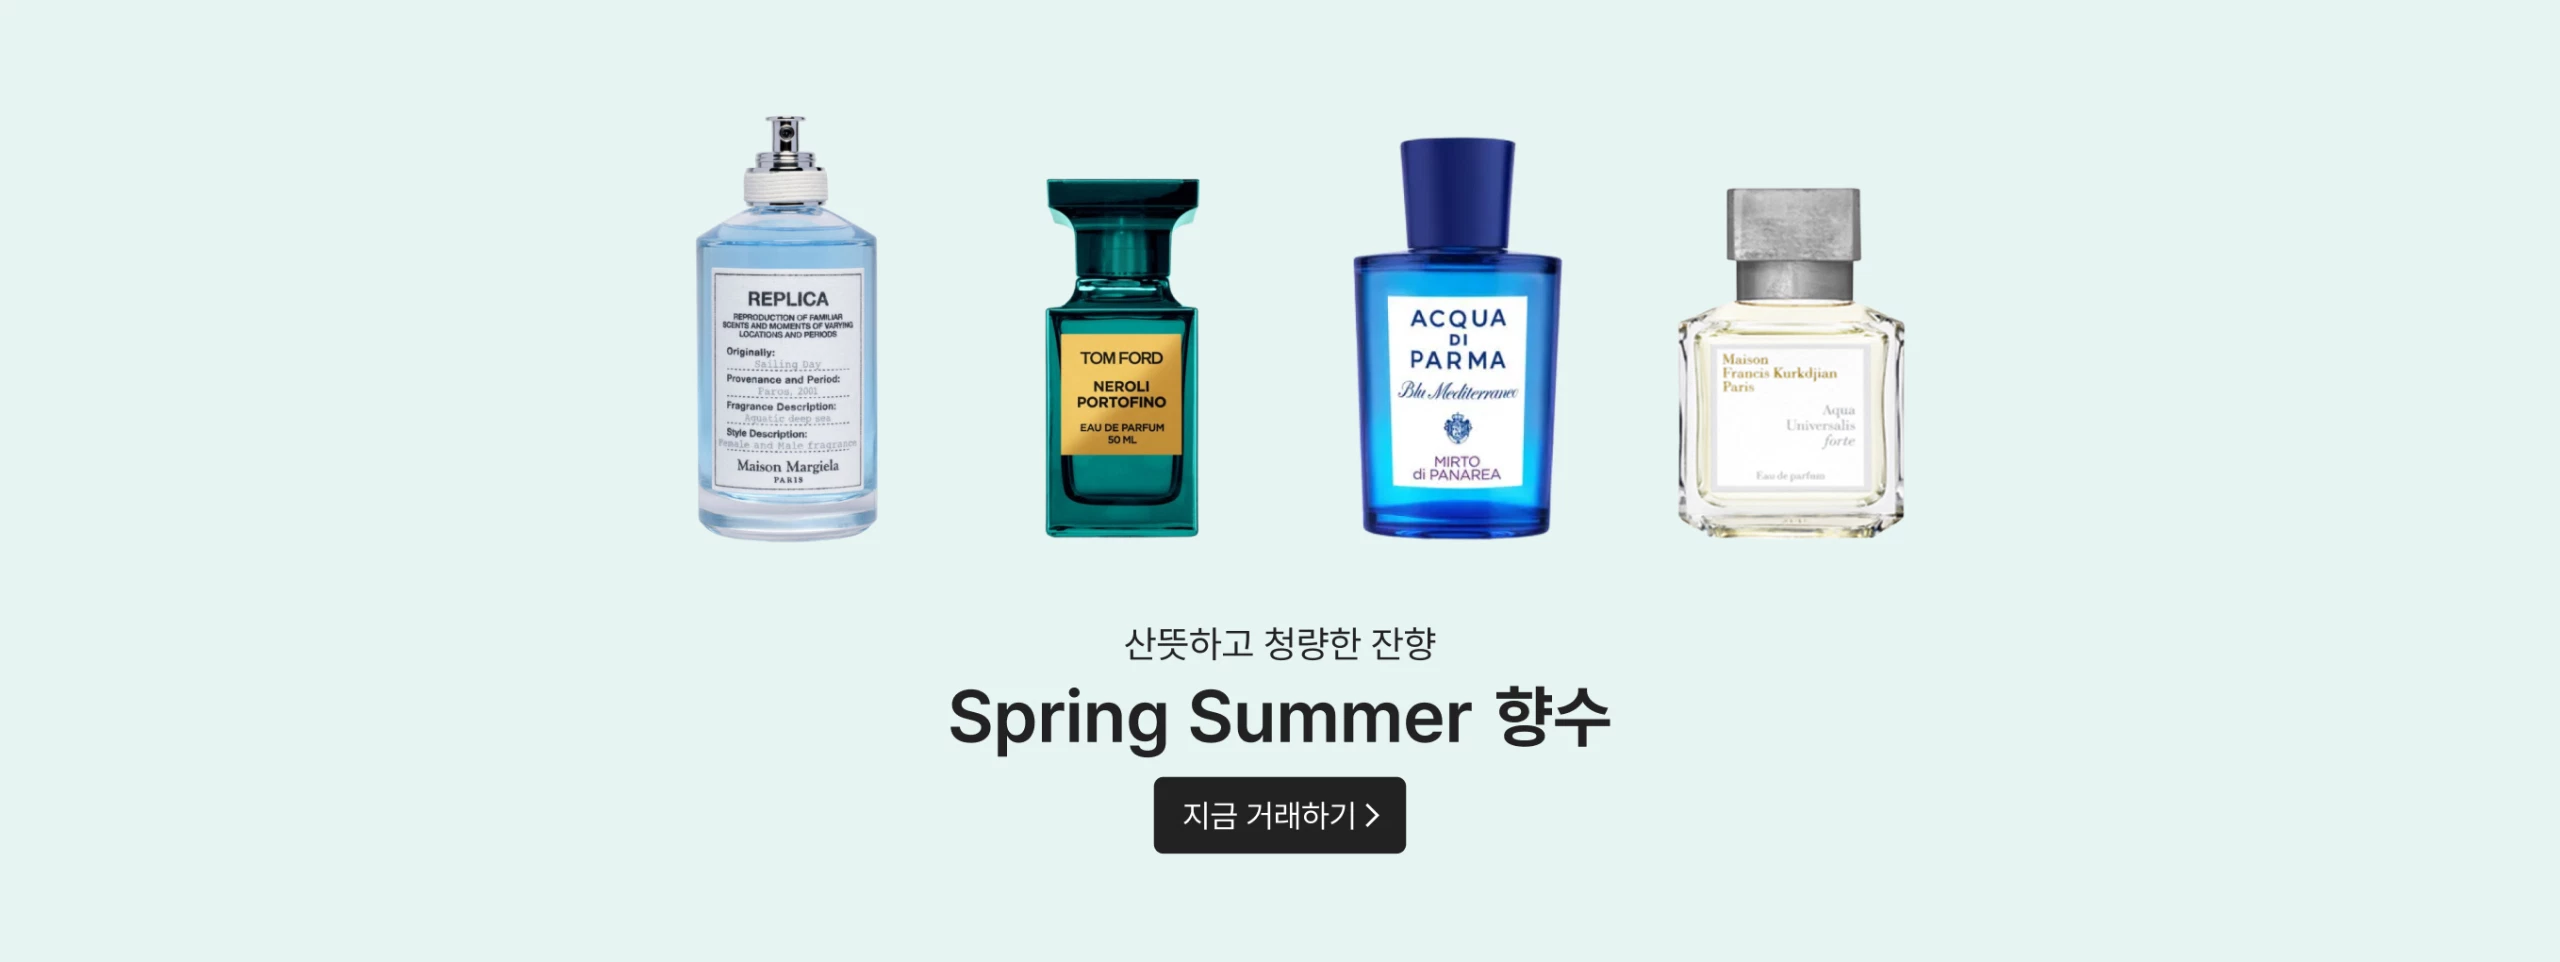 REPLICA
REPRODUCTION OF FAMILIAR
SCENTS AND MOMENTS OF VARYING
LOCATIONS AND PERIODS
Originally:
Sailing Day
Provenance and Period:
Paros, 2001
Fragrance Description:
Aquatic deep sea
Style Description:
Female and Male fragrance
Maison Margiela
PARIS
TOM FORD
NEROLI
PORTOFINO
EAU DE PARFUM
50 ML
ACQUA
DI
PARMA
Blu Mediterraneo
MIRTO
di PANAREA
Maison
Francis Kurkdjian
Paris
Aqua
Universalis
forte
Eau de parfum
산뜻하고 청량한 잔향
Spring Summer 향수
지금 거래하기 >